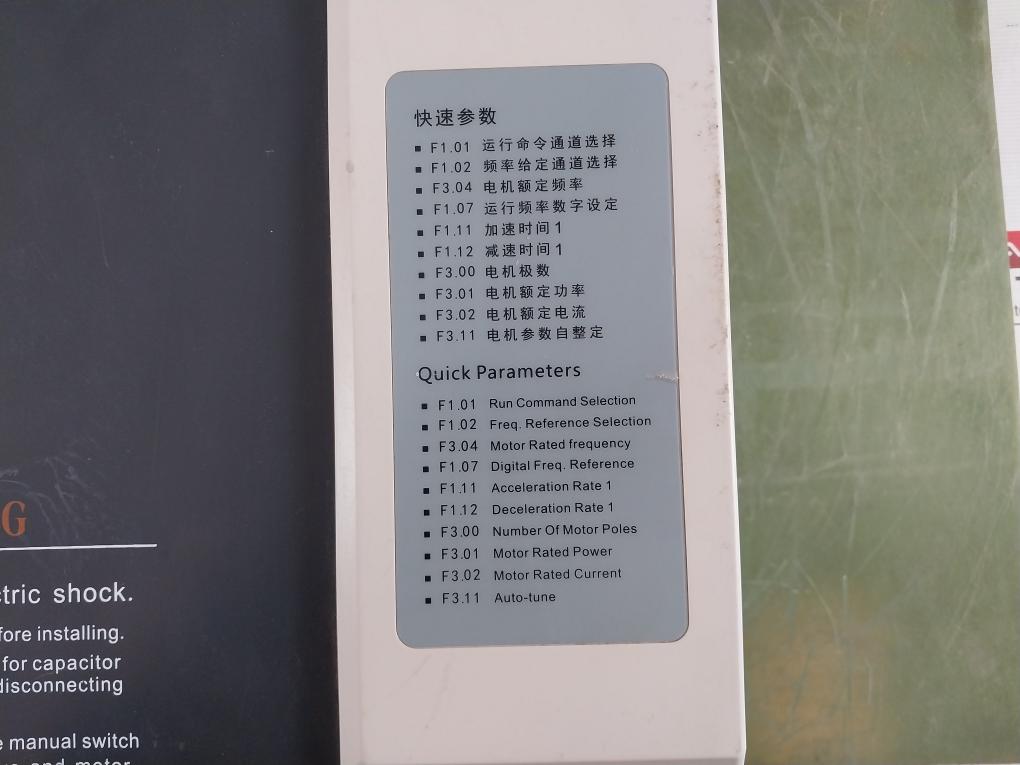 快速参数
▪ F1.01 运行命令通道选择
▪ F1.02 频率给定通道选择
▪ F3.04 电机额定频率
▪ F1.07 运行频率数字设定
▪ F1.11 加速时间1
▪ F1.12 减速时间1
▪ F3.00 电机极数
▪ F3.01 电机额定功率
▪ F3.02 电机额定电流
▪ F3.11 电机参数自整定
Quick Parameters
▪ F1.01 Run Command Selection
▪ F1.02 Freq. Reference Selection
▪ F3.04 Motor Rated frequency
▪ F1.07 Digital Freq. Reference
▪ F1.11 Acceleration Rate 1
▪ F1.12 Deceleration Rate 1
▪ F3.00 Number Of Motor Poles
▪ F3.01 Motor Rated Power
▪ F3.02 Motor Rated Current
▪ F3.11 Auto-tune
G
shock.
installing.
for capacitor
disconnecting
manual switch
and motor